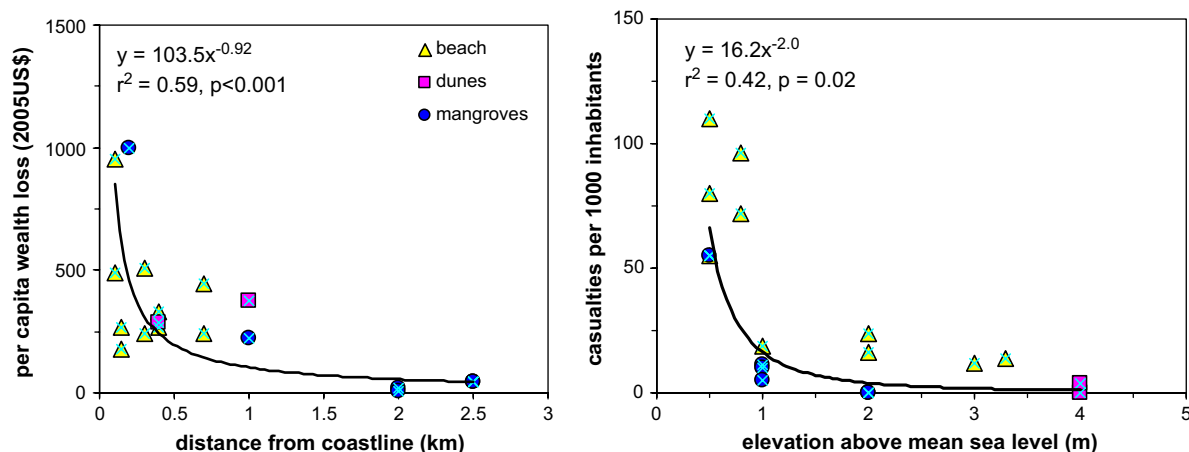 1500
1000
500
0
per capita wealth loss (2005US$)
y = 103.5x^-0.92
r^2 = 0.59, p<0.001
beach
dunes
mangroves
0 0.5 1 1.5 2 2.5 3
distance from coastline (km)
150
100
50
0
casualties per 1000 inhabitants
y = 16.2x^-2.0
r^2 = 0.42, p = 0.02
0 1 2 3 4 5
elevation above mean sea level (m)